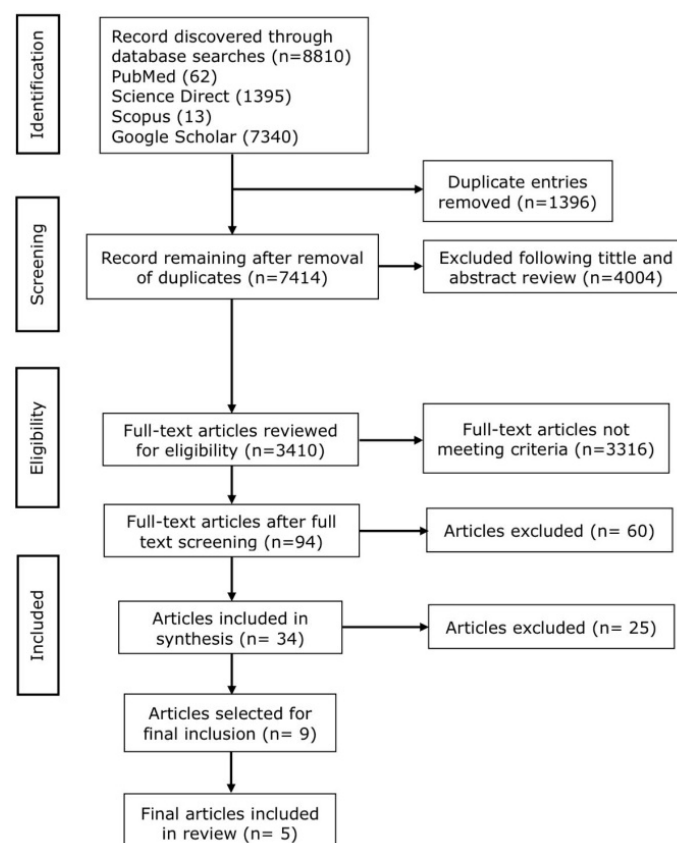 Identification
Record discovered through
database searches (n=8810)
PubMed (62)
Science Direct (1395)
Scopus (13)
Google Scholar (7340)
Duplicate entries
removed (n=1396)
Screening
Record remaining after removal
of duplicates (n=7414)
Excluded following tittle and
abstract review (n=4004)
Eligibility
Full-text articles reviewed
for eligibility (n=3410)
Full-text articles not
meeting criteria (n=3316)
Full-text articles after full
text screening (n=94)
Articles excluded (n= 60)
Included
Articles included in
synthesis (n= 34)
Articles excluded (n= 25)
Articles selected for
final inclusion (n= 9)
Final articles included
in review (n= 5)